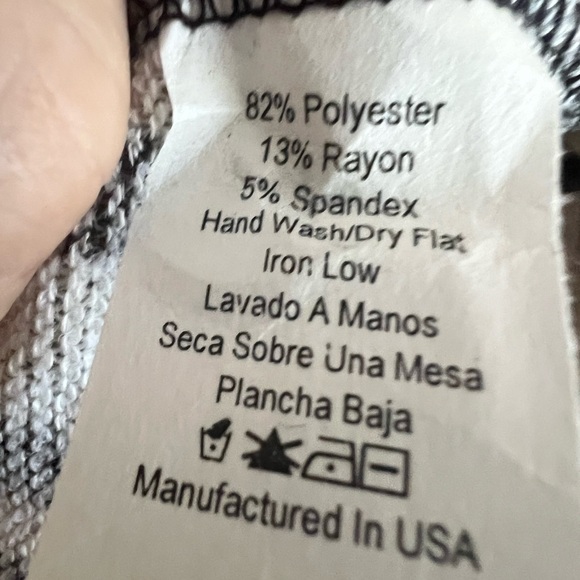 82% Polyester
13% Rayon
5% Spandex
Hand Wash/Dry Flat
Iron Low
Lavado A Manos
Seca Sobre Una Mesa
Plancha Baja
Manufactured In USA